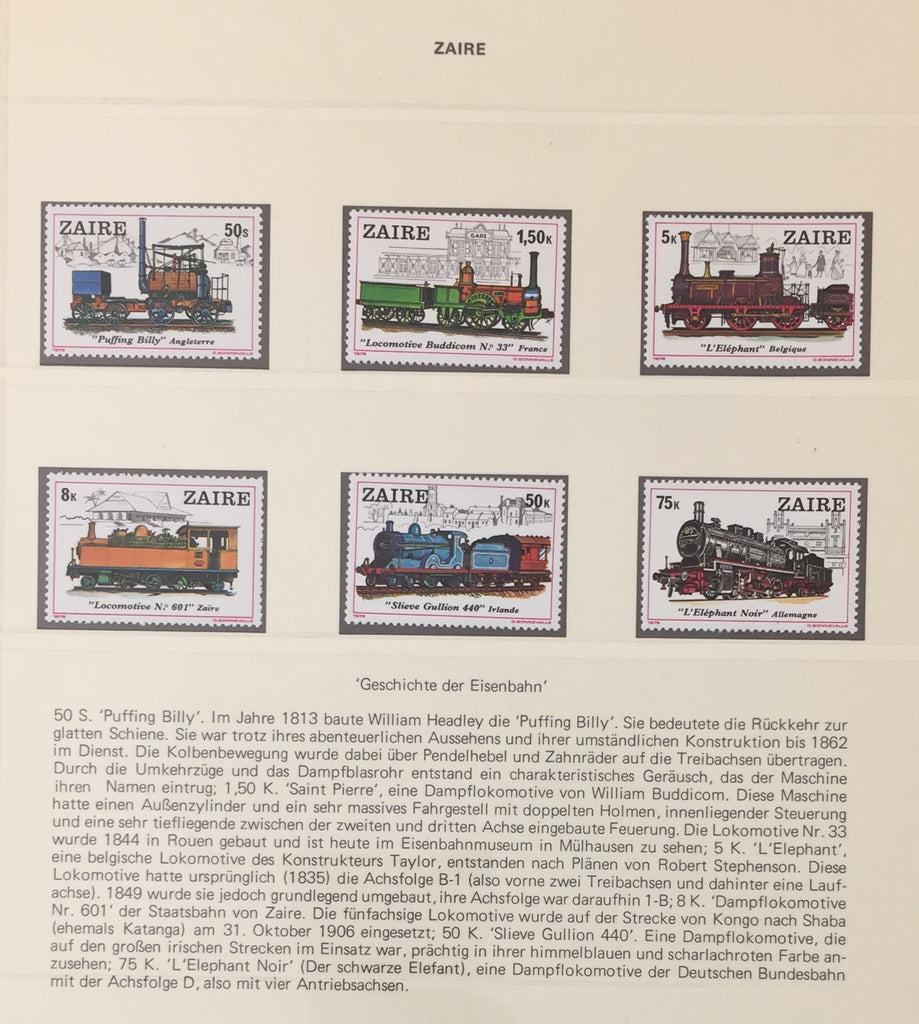 ZAIRE
ZAIRE 50s
"Puffing Billy" Angleterre
1979 O.BONNEVALLE
ZAIRE 1,50K
GARE
"Locomotive Buddicom N.º 33" France
1979 O.BONNEVALLE
5K ZAIRE
"L'Eléphant" Belgique
1979 O.BONNEVALLE
8K ZAIRE
"Locomotive N.º 601" Zaïre
1979 O.BONNEVALLE
ZAIRE 50K
"Slieve Gullion 440" Irlande
1979 O.BONNEVALLE
75K ZAIRE
"L'Eléphant Noir" Allemagne
1979 O.BONNEVALLE
'Geschichte der Eisenbahn'
50 S. 'Puffing Billy'. Im Jahre 1813 baute William Headley die 'Puffing Billy'. Sie bedeutete die Rückkehr zur
glatten Schiene. Sie war trotz ihres abenteuerlichen Aussehens und ihrer umständlichen Konstruktion bis 1862
im Dienst. Die Kolbenbewegung wurde dabei über Pendelhebel und Zahnräder auf die Treibachsen übertragen.
Durch die Umkehrzüge und das Dampfblasrohr entstand ein charakteristisches Geräusch, das der Maschine
ihren Namen eintrug; 1,50 K. 'Saint Pierre', eine Dampflokomotive von William Buddicom. Diese Maschine
hatte einen Außenzylinder und ein sehr massives Fahrgestell mit doppelten Holmen, innenliegender Steuerung
und eine sehr tiefliegende zwischen der zweiten und dritten Achse eingebaute Feuerung. Die Lokomotive Nr. 33
wurde 1844 in Rouen gebaut und ist heute im Eisenbahnmuseum in Mülhausen zu sehen; 5 K. 'L'Elephant',
eine belgische Lokomotive des Konstrukteurs Taylor, entstanden nach Plänen von Robert Stephenson. Diese
Lokomotive hatte ursprünglich (1835) die Achsfolge B-1 (also vorne zwei Treibachsen und dahinter eine Lauf-
achse). 1849 wurde sie jedoch grundlegend umgebaut, ihre Achsfolge war daraufhin 1-B; 8 K. 'Dampflokomotive
Nr. 601' der Staatsbahn von Zaire. Die fünfachsige Lokomotive wurde auf der Strecke von Kongo nach Shaba
(ehemals Katanga) am 31. Oktober 1906 eingesetzt; 50 K. 'Slieve Gullion 440'. Eine Dampflokomotive, die
auf den großen irischen Strecken im Einsatz war, prächtig in ihrer himmelblauen und scharlachroten Farbe an-
zusehen; 75 K. 'L'Elephant Noir' (Der schwarze Elefant), eine Dampflokomotive der Deutschen Bundesbahn
mit der Achsfolge D, also mit vier Antriebsachsen.